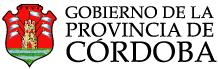 GOBIERNO DE LA
PROVINCIA DE
CÓRDOBA